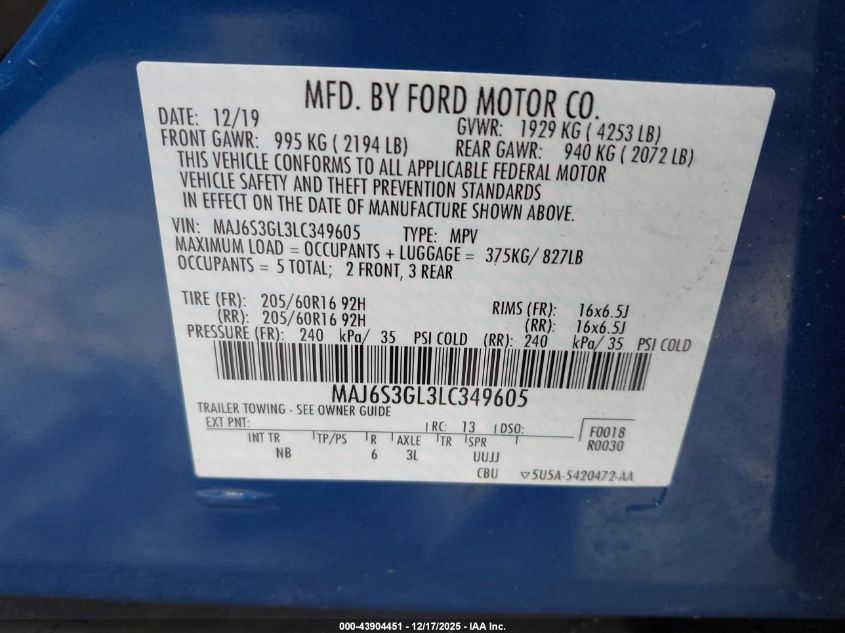 MFD. BY FORD MOTOR CO.
DATE: 12/19 GVWR: 1929 KG ( 4253 LB)
FRONT GAWR: 995 KG ( 2194 LB) REAR GAWR: 940 KG ( 2072 LB)
THIS VEHICLE CONFORMS TO ALL APPLICABLE FEDERAL MOTOR
VEHICLE SAFETY AND THEFT PREVENTION STANDARDS
IN EFFECT ON THE DATE OF MANUFACTURE SHOWN ABOVE.
VIN: MAJ6S3GL3LC349605 TYPE: MPV
MAXIMUM LOAD = OCCUPANTS + LUGGAGE = 375KG/ 827LB
OCCUPANTS = 5 TOTAL; 2 FRONT, 3 REAR
TIRE (FR): 205/60R16 92H RIMS (FR): 16x6.5J
(RR): 205/60R16 92H (RR): 16x6.5J
PRESSURE (FR): 240 kPa/ 35 PSI COLD (RR): 240 kPa/ 35 PSI COLD
MAJ6S3GL3LC349605
TRAILER TOWING - SEE OWNER GUIDE
EXT PNT: RC: 13 DSO: F0018
INT TR TP/PS R AXLE TR SPR R0030
NB 6 3L UUJJ
CBU 5U5A-5420472-AA
000-43904451 - 12/17/2025 - IAA Inc.